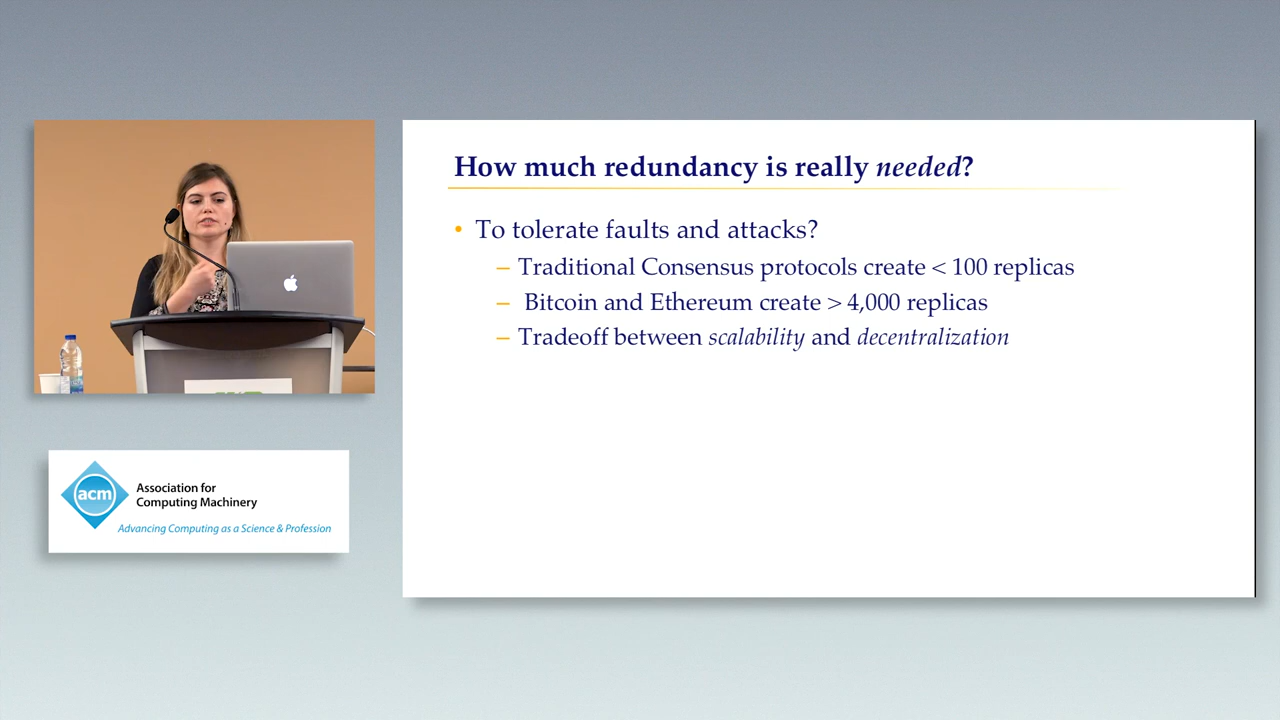 How much redundancy is really needed?
• To tolerate faults and attacks?
– Traditional Consensus protocols create < 100 replicas
– Bitcoin and Ethereum create > 4,000 replicas
– Tradeoff between scalability and decentralization
acm
Association for
Computing Machinery
Advancing Computing as a Science & Profession